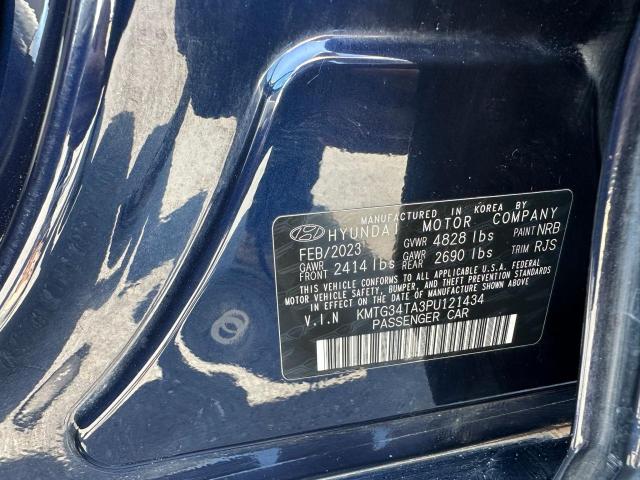 MANUFACTURED IN KOREA BY
HYUNDAI MOTOR COMPANY
FEB/2023 GVWR 4828 lbs PAINT NRB
GAWR FRONT 2414 lbs GAWR REAR 2690 lbs TRIM RJS
THIS VEHICLE CONFORMS TO ALL APPLICABLE U.S.A. FEDERAL
MOTOR VEHICLE SAFETY, BUMPER, AND THEFT PREVENTION STANDARDS
IN EFFECT ON THE DATE OF MANUFACTURE SHOWN ABOVE.
V.I.N KMTG34TA3PU121434
PASSENGER CAR